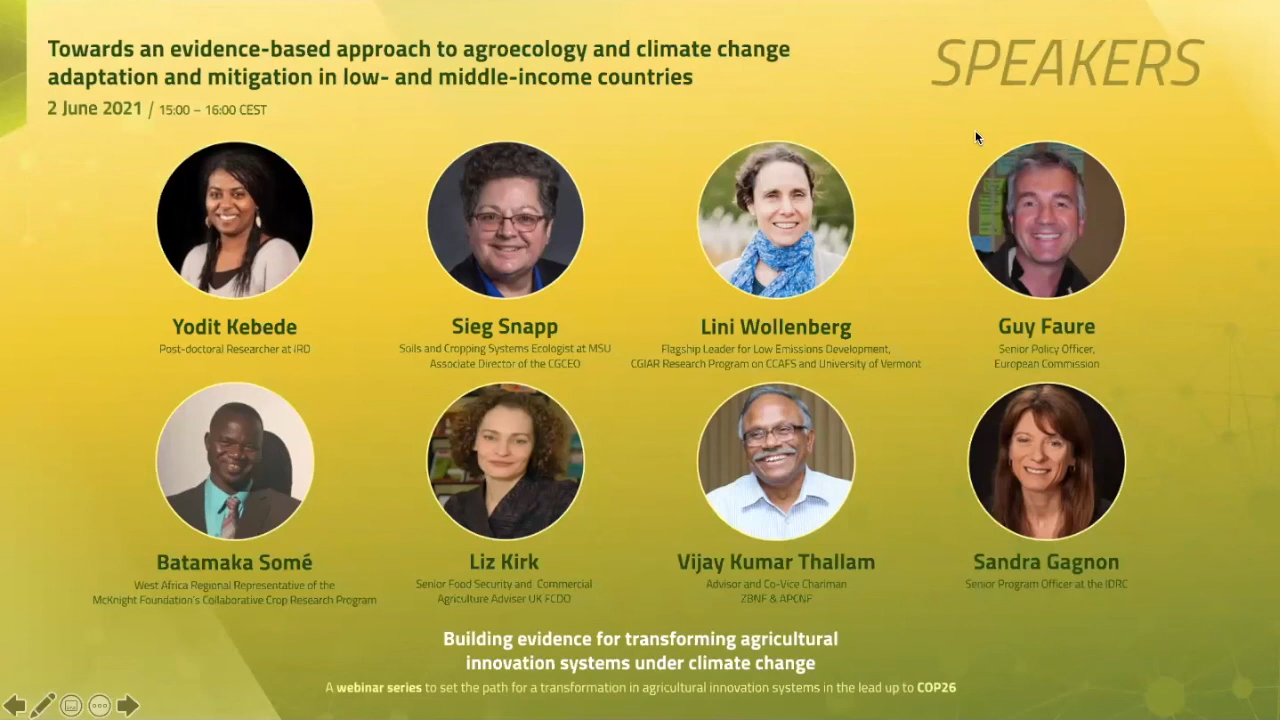 Towards an evidence-based approach to agroecology and climate change
adaptation and mitigation in low- and middle-income countries
2 June 2021 / 15:00 – 16:00 CEST
SPEAKERS
Yodit Kebede
Post-doctoral Researcher at IRD
Sieg Snapp
Soils and Cropping Systems Ecologist at MSU
Associate Director of the CGCEO
Lini Wollenberg
Flagship Leader for Low Emissions Development,
CGIAR Research Program on CCAFS and University of Vermont
Guy Faure
Senior Policy Officer,
European Commission
Batamaka Somé
West Africa Regional Representative of the
McKnight Foundation's Collaborative Crop Research Program
Liz Kirk
Senior Food Security and Commercial
Agriculture Adviser UK FCDO
Vijay Kumar Thallam
Advisor and Co-Vice Chariman
ZBNF & APCNF
Sandra Gagnon
Senior Program Officer at the IDRC
Building evidence for transforming agricultural
innovation systems under climate change
A webinar series to set the path for a transformation in agricultural innovation systems in the lead up to COP26